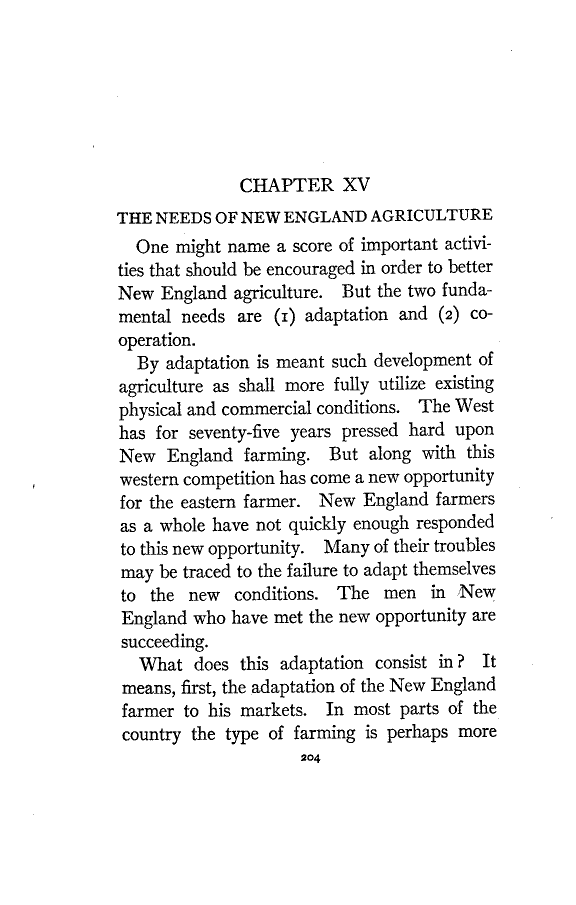 CHAPTER XV
THE NEEDS OF NEW ENGLAND AGRICULTURE
One might name a score of important activi-
ties that should be encouraged in order to better
New England agriculture. But the two funda-
mental needs are (1) adaptation and (2) co-
operation.
By adaptation is meant such development of
agriculture as shall more fully utilize existing
physical and commercial conditions. The West
has for seventy-five years pressed hard upon
New England farming. But along with this
western competition has come a new opportunity
for the eastern farmer. New England farmers
as a whole have not quickly enough responded
to this new opportunity. Many of their troubles
may be traced to the failure to adapt themselves
to the new conditions. The men in New
England who have met the new opportunity are
succeeding.
What does this adaptation consist in? It
means, first, the adaptation of the New England
farmer to his markets. In most parts of the
country the type of farming is perhaps more
204